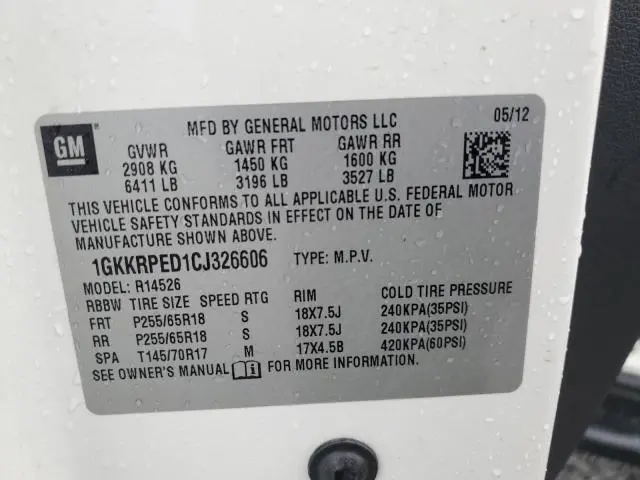 GM
MFD BY GENERAL MOTORS LLC 05/12
GVWR GAWR FRT GAWR RR
2908 KG 1450 KG 1600 KG
6411 LB 3196 LB 3527 LB
THIS VEHICLE CONFORMS TO ALL APPLICABLE U.S. FEDERAL MOTOR
VEHICLE SAFETY STANDARDS IN EFFECT ON THE DATE OF
MANUFACTURE SHOWN ABOVE.
1GKKRPED1CJ326606 TYPE: M.P.V.
MODEL: R14526
RBBW TIRE SIZE SPEED RTG RIM COLD TIRE PRESSURE
FRT P255/65R18 S 18X7.5J 240KPA(35PSI)
RR P255/65R18 S 18X7.5J 240KPA(35PSI)
SPA T145/70R17 M 17X4.5B 420KPA(60PSI)
SEE OWNER'S MANUAL FOR MORE INFORMATION.